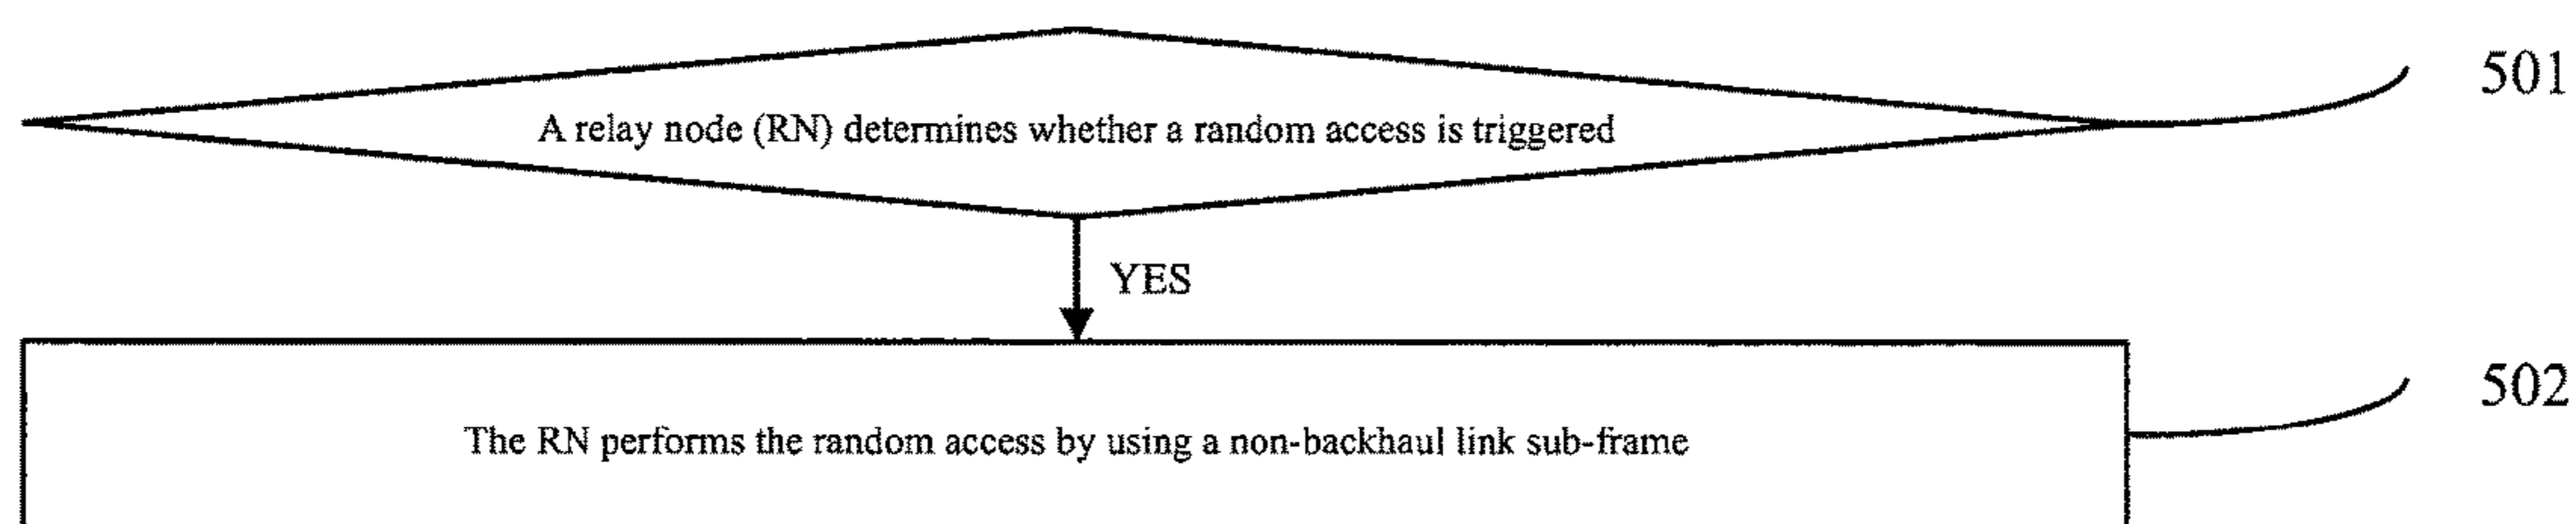 501
A relay node (RN) determines whether a random access is triggered
YES
502
The RN performs the random access by using a non-backhaul link sub-frame